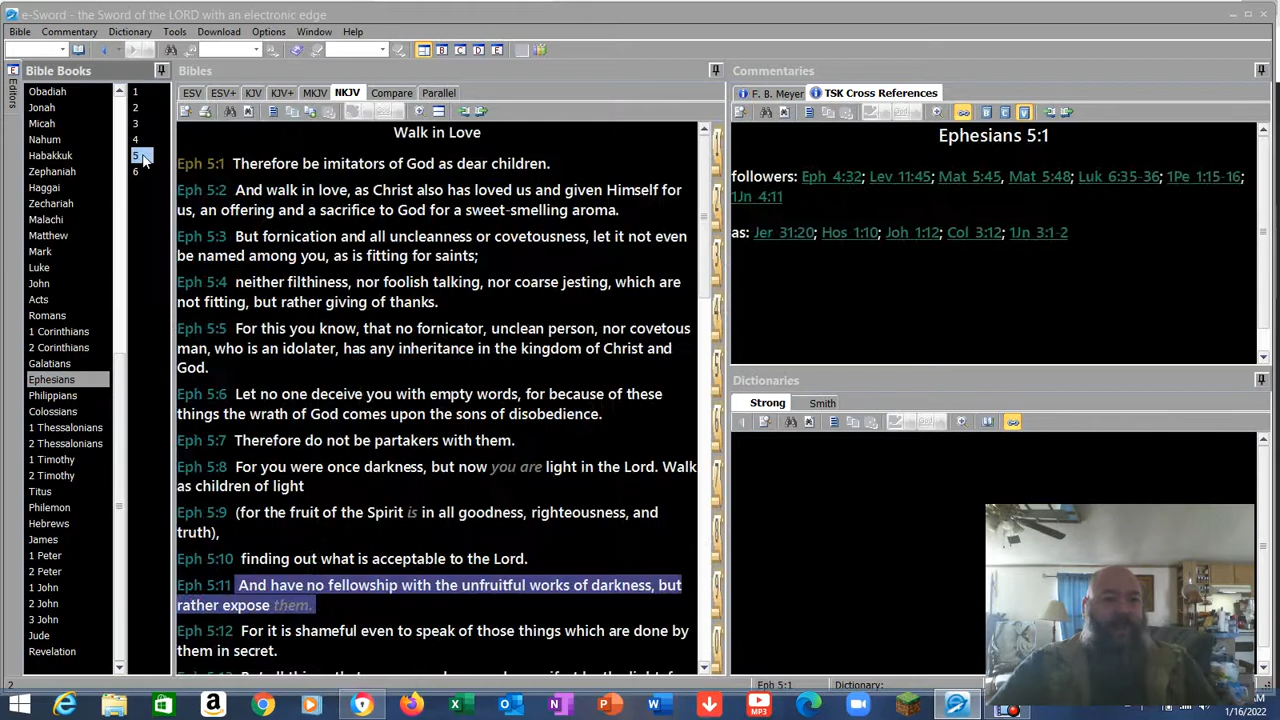 e-Sword - the Sword of the LORD with an electronic edge
Bible Commentary Dictionary Tools Download Options Window Help
B C D E
Editors
Bible Books
Obadiah
Jonah
Micah
Nahum
Habakkuk
Zephaniah
Haggai
Zechariah
Malachi
Matthew
Mark
Luke
John
Acts
Romans
1 Corinthians
2 Corinthians
Galatians
Ephesians
Philippians
Colossians
1 Thessalonians
2 Thessalonians
1 Timothy
2 Timothy
Titus
Philemon
Hebrews
James
1 Peter
2 Peter
1 John
2 John
3 John
Jude
Revelation
1
2
3
4
5
6
Bibles
ESV ESV+ KJV KJV+ MKJV NKJV Compare Parallel
Walk in Love
Eph 5:1 Therefore be imitators of God as dear children.
Eph 5:2 And walk in love, as Christ also has loved us and given Himself for
us, an offering and a sacrifice to God for a sweet-smelling aroma.
Eph 5:3 But fornication and all uncleanness or covetousness, let it not even
be named among you, as is fitting for saints;
Eph 5:4 neither filthiness, nor foolish talking, nor coarse jesting, which are
not fitting, but rather giving of thanks.
Eph 5:5 For this you know, that no fornicator, unclean person, nor covetous
man, who is an idolater, has any inheritance in the kingdom of Christ and
God.
Eph 5:6 Let no one deceive you with empty words, for because of these
things the wrath of God comes upon the sons of disobedience.
Eph 5:7 Therefore do not be partakers with them.
Eph 5:8 For you were once darkness, but now you are light in the Lord. Walk
as children of light
Eph 5:9 (for the fruit of the Spirit is in all goodness, righteousness, and
truth),
Eph 5:10 finding out what is acceptable to the Lord.
Eph 5:11 And have no fellowship with the unfruitful works of darkness, but
rather expose them.
Eph 5:12 For it is shameful even to speak of those things which are done by
them in secret.
Commentaries
F. B. Meyer TSK Cross References
B C V
Ephesians 5:1
followers: Eph 4:32; Lev 11:45; Mat 5:45, Mat 5:48; Luk 6:35-36; 1Pe 1:15-16;
1Jn 4:11
as: Jer 31:20; Hos 1:10; Joh 1:12; Col 3:12; 1Jn 3:1-2
Dictionaries
Strong Smith
2
Eph 5:1 Dictionary:
MP3
1/16/2022